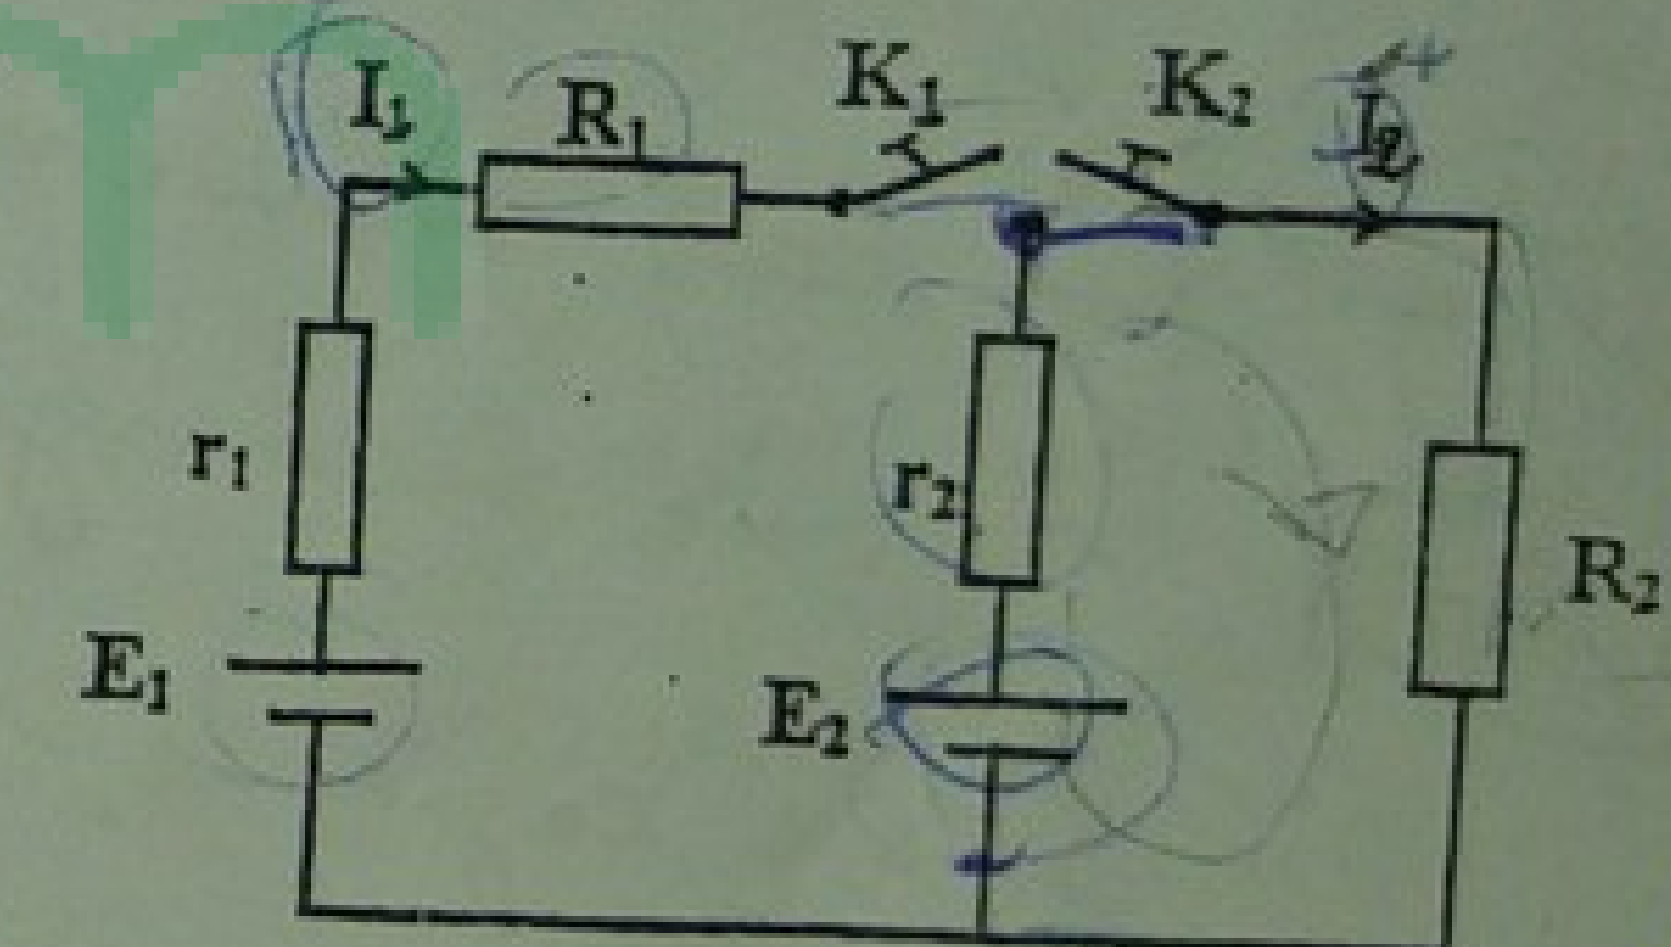 I₁ R₁ K₁ K₂ I₂
r₁ r₂ R₂
E₁ E₂